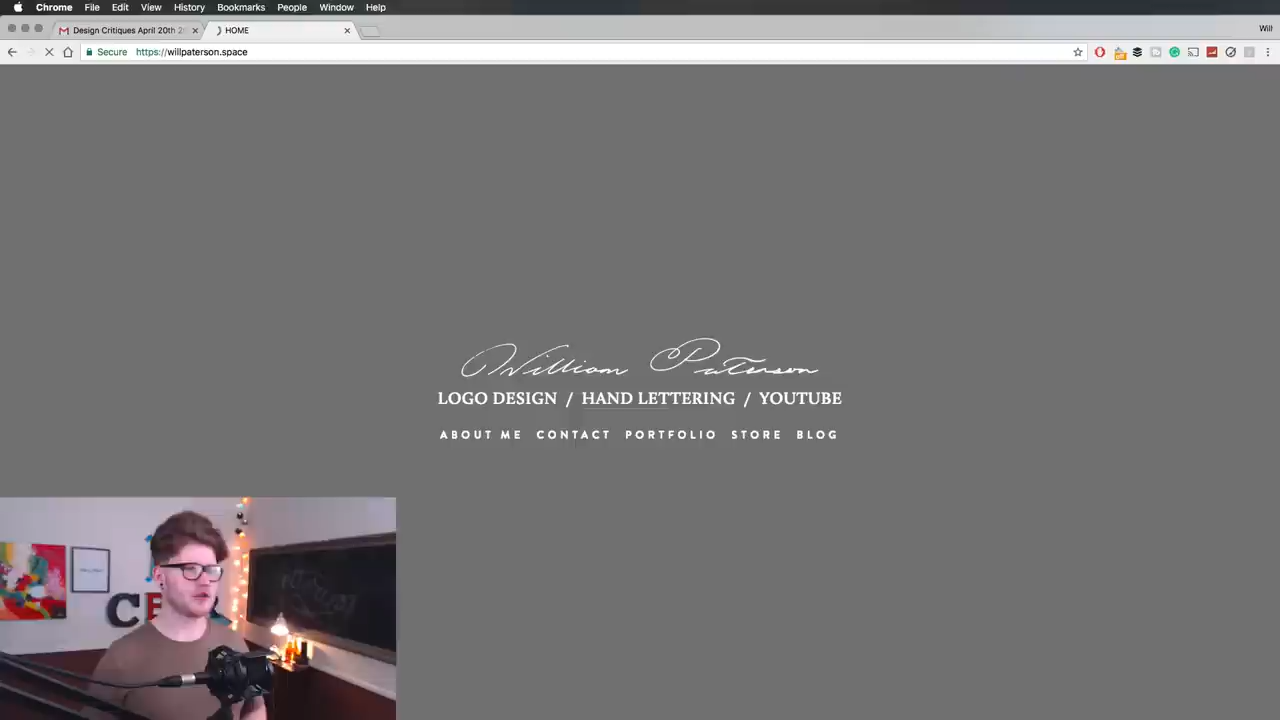 Chrome File Edit View History Bookmarks People Window Help
Design Critiques April 20th HOME Will
Secure https://willpaterson.space
William Paterson
LOGO DESIGN / HAND LETTERING / YOUTUBE
ABOUT ME CONTACT PORTFOLIO STORE BLOG